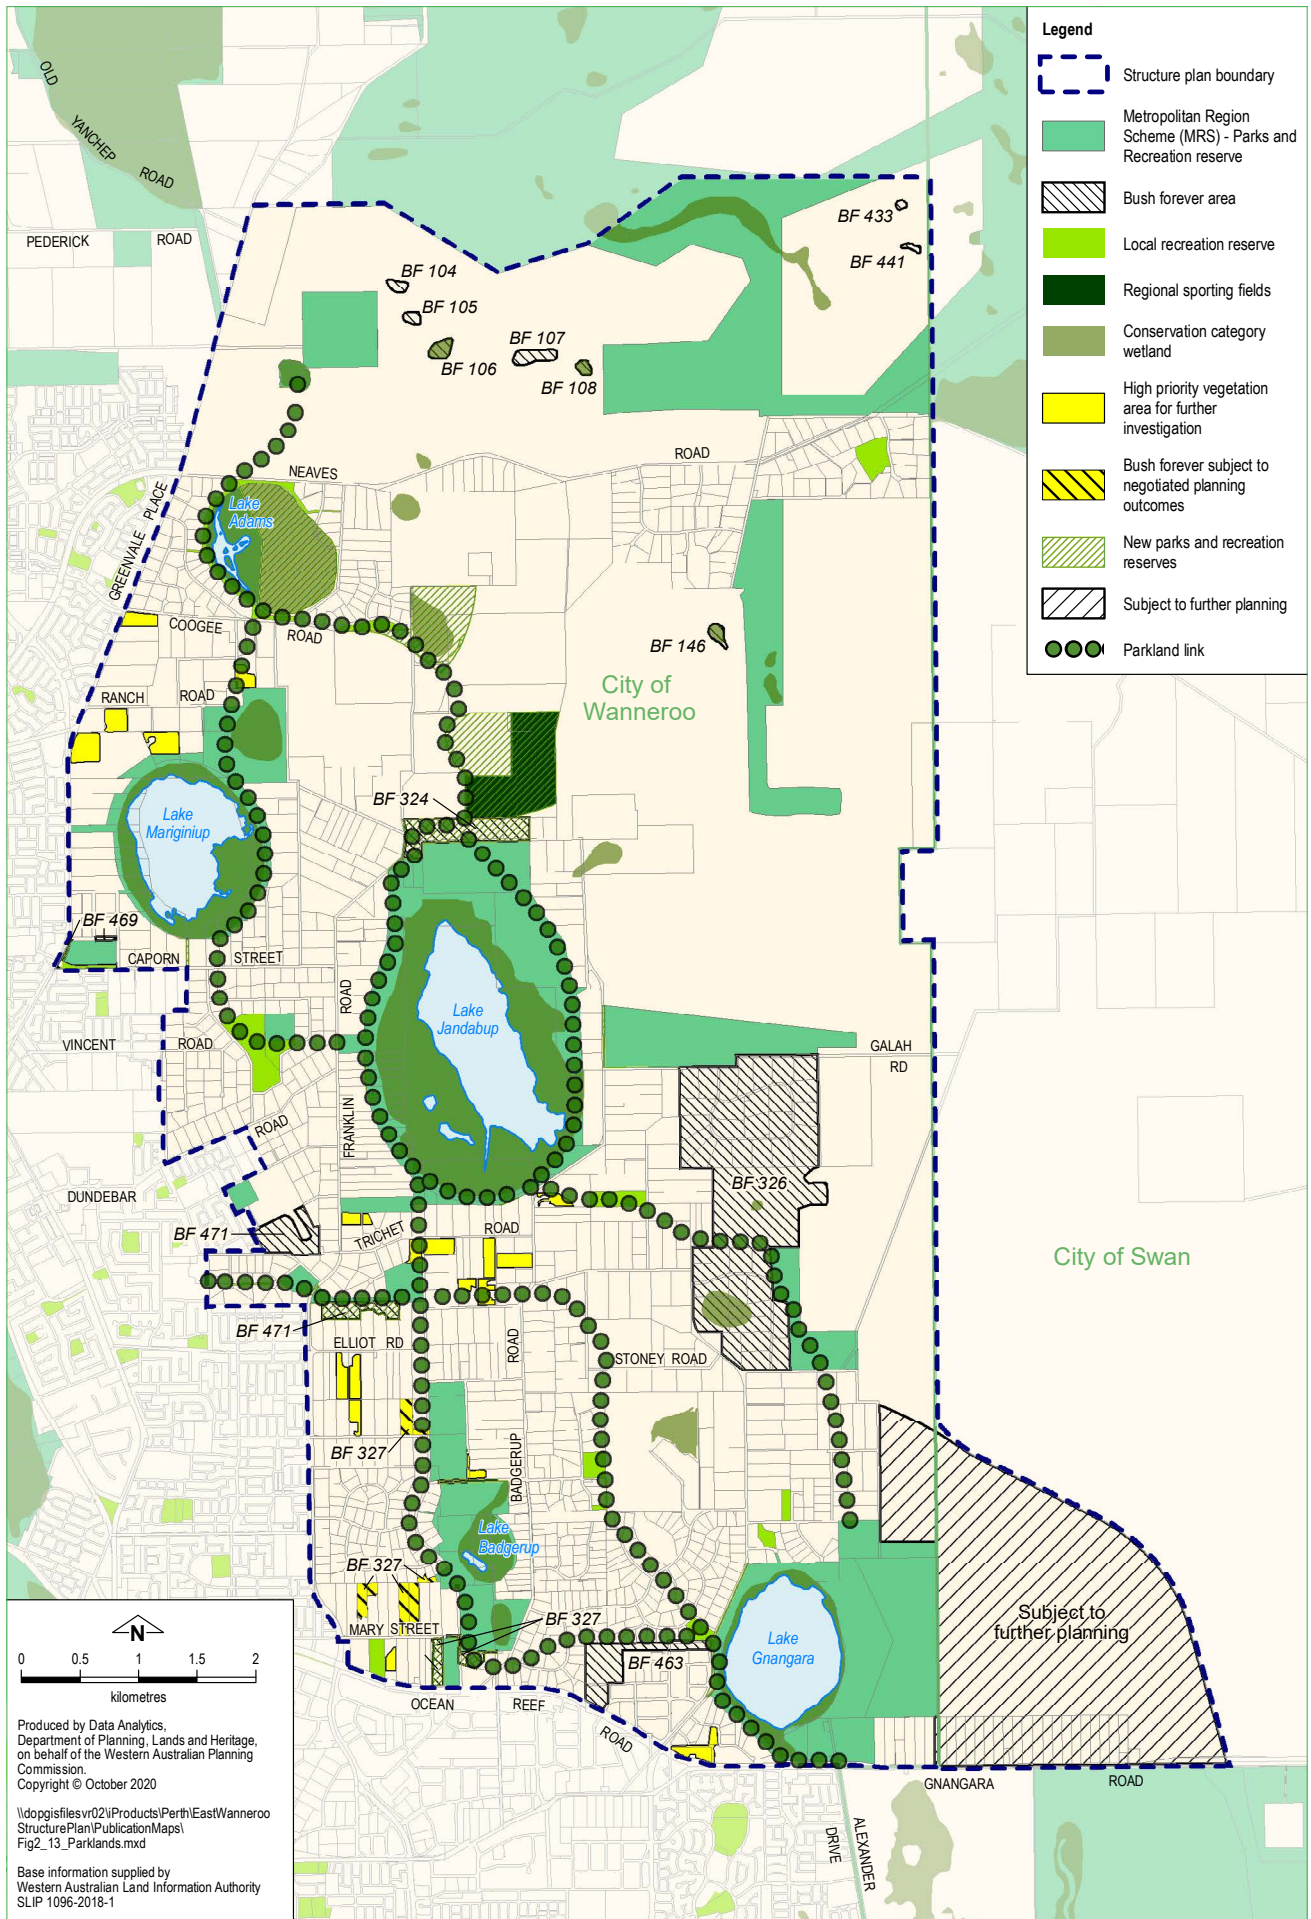 Legend
Structure plan boundary
Metropolitan Region
Scheme (MRS) - Parks and
Recreation reserve
Bush forever area
Local recreation reserve
Regional sporting fields
Conservation category
wetland
High priority vegetation
area for further
investigation
Bush forever subject to
negotiated planning
outcomes
New parks and recreation
reserves
Subject to further planning
Parkland link
OLD
YANCHEP
ROAD
PEDERICK ROAD
BF 433
BF 441
BF 104
BF 105
BF 106
BF 107
BF 108
NEAVES
ROAD
GREENVALE PLACE
Lake
Adams
COOGEE
ROAD
BF 146
City of
Wanneroo
RANCH ROAD
Lake
Mariginiup
BF 324
BF 469
CAPORN STREET
ROAD
FRANKLIN
Lake
Jandabup
VINCENT ROAD
GALAH
RD
ROAD
DUNDEBAR
BF 326
BF 471
TRICHET
ROAD
City of Swan
BF 471
ELLIOT RD
ROAD
BADGERUP
STONEY ROAD
BF 327
Lake
Badgerup
BF 327
MARY STREET
BF 327
BF 463
Lake
Gnangara
Subject to
further planning
OCEAN REEF
ROAD
GNANGARA ROAD
ALEXANDER
DRIVE
N
0 0.5 1 1.5 2
kilometres
Produced by Data Analytics,
Department of Planning, Lands and Heritage,
on behalf of the Western Australian Planning
Commission.
Copyright © October 2020
\\dopgisfilesvr02\iProducts\Perth\EastWanneroo
StructurePlan\PublicationMaps\
Fig2_13_Parklands.mxd
Base information supplied by
Western Australian Land Information Authority
SLIP 1096-2018-1